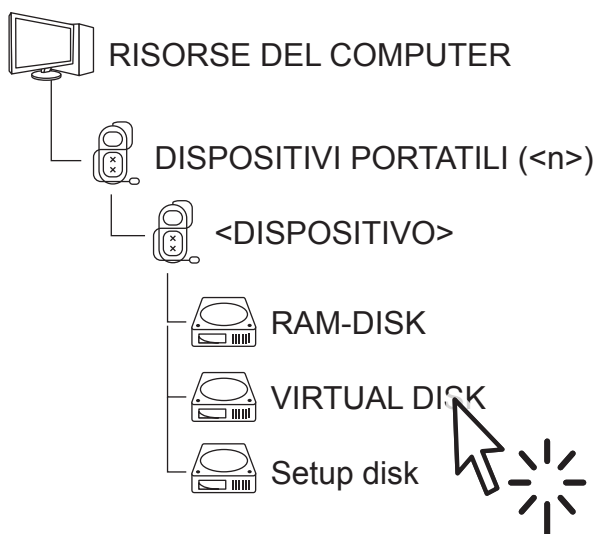 RISORSE DEL COMPUTER
DISPOSITIVI PORTATILI (<n>)
<DISPOSITIVO>
RAM-DISK
VIRTUAL DISK
Setup disk